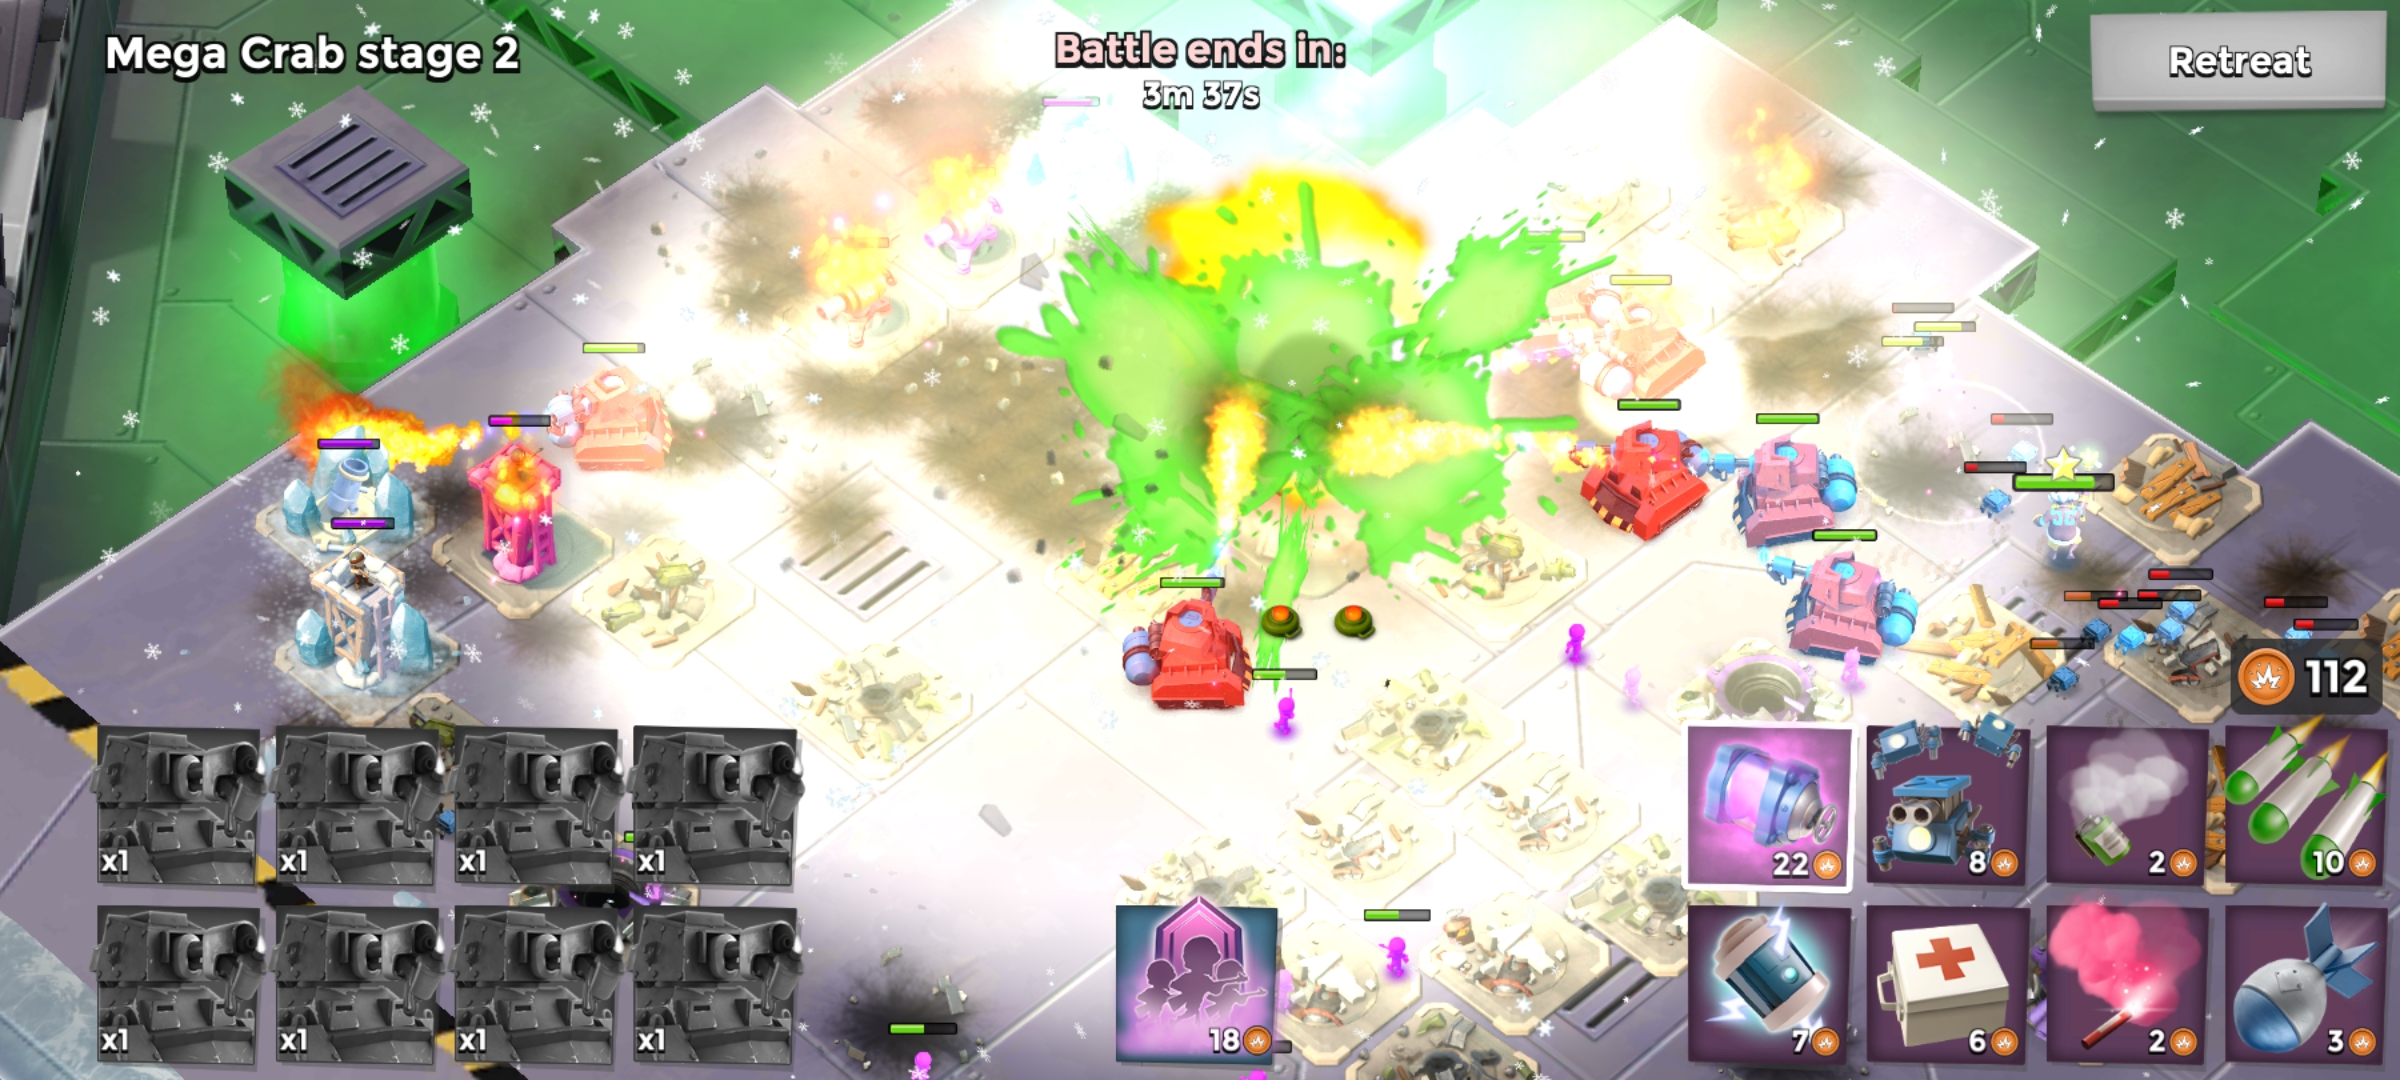 Mega Crab stage 2
Battle ends in:
3m 37s
Retreat
112
x1
x1
x1
x1
22
8
2
10
x1
x1
x1
x1
18
7
6
2
3